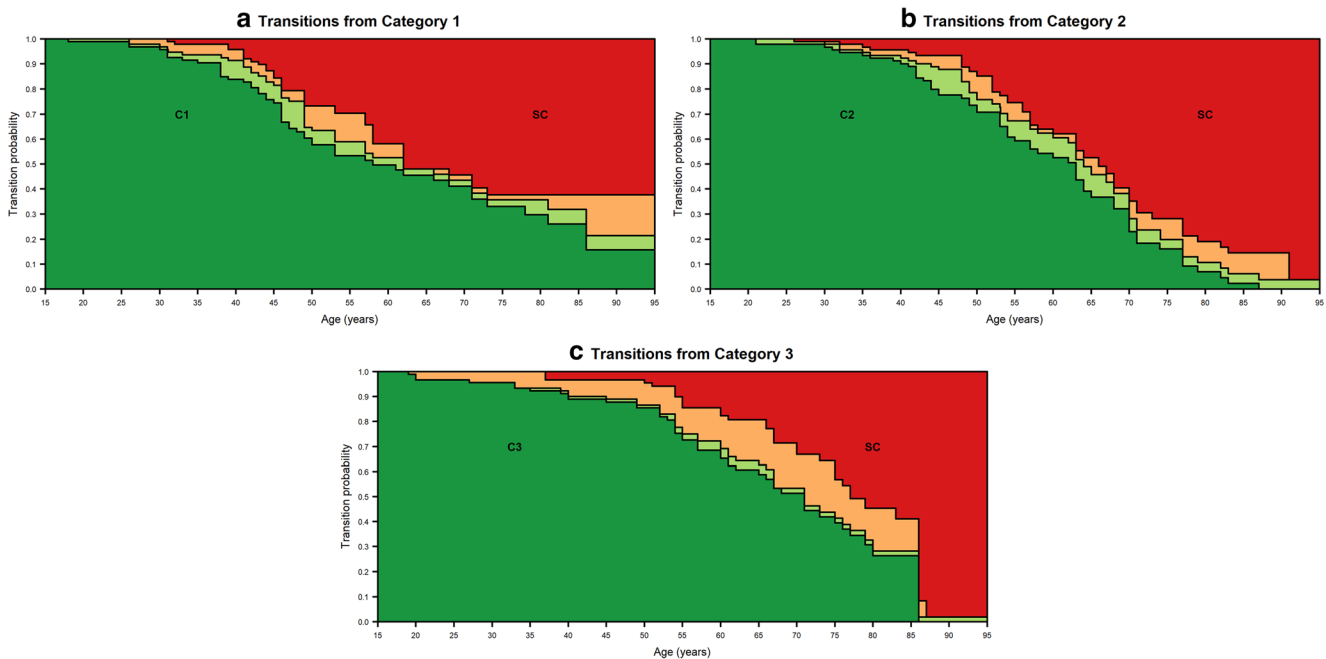 a Transitions from Category 1
Transition probability
1.0
0.9
0.8
0.7
0.6
0.5
0.4
0.3
0.2
0.1
0.0
C1
SC
15 20 25 30 35 40 45 50 55 60 65 70 75 80 85 90 95
Age (years)
b Transitions from Category 2
Transition probability
1.0
0.9
0.8
0.7
0.6
0.5
0.4
0.3
0.2
0.1
0.0
C2
SC
15 20 25 30 35 40 45 50 55 60 65 70 75 80 85 90 95
Age (years)
c Transitions from Category 3
Transition probability
1.0
0.9
0.8
0.7
0.6
0.5
0.4
0.3
0.2
0.1
0.0
C3
SC
15 20 25 30 35 40 45 50 55 60 65 70 75 80 85 90 95
Age (years)